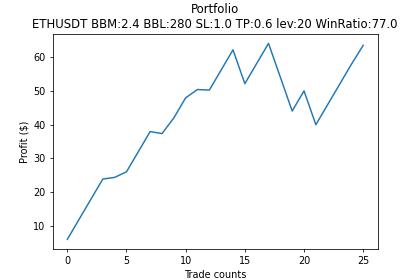 Portfolio
ETHUSDT BBM:2.4 BBL:280 SL:1.0 TP:0.6 lev:20 WinRatio:77.0
60
50
40
30
20
10
Profit ($)
0 5 10 15 20 25
Trade counts